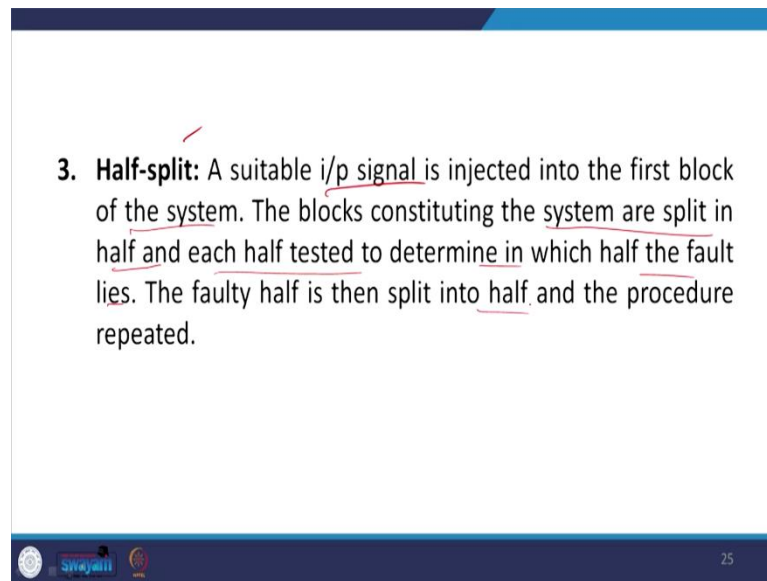 3. Half-split: A suitable i/p signal is injected into the first block
of the system. The blocks constituting the system are split in
half and each half tested to determine in which half the fault
lies. The faulty half is then split into half and the procedure
repeated.
swayam
25